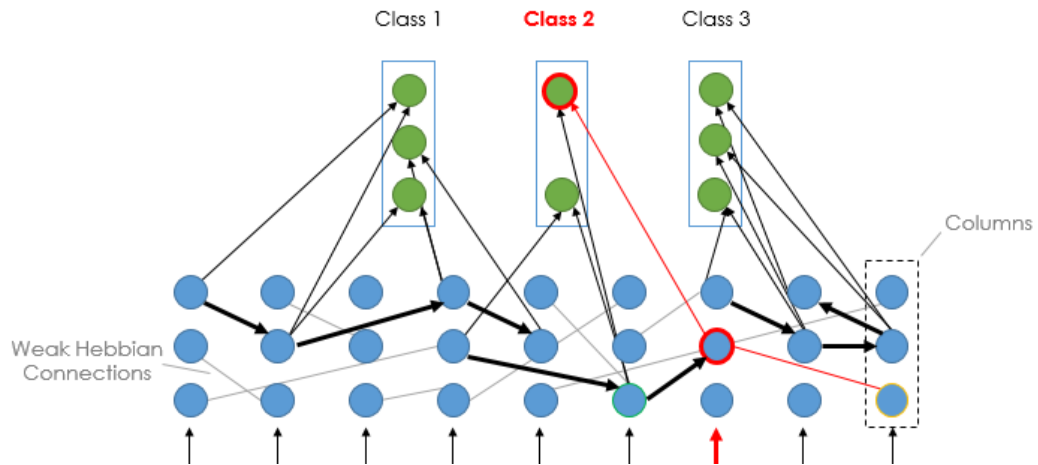 Class 1
Class 2
Class 3
Columns
Weak Hebbian
Connections